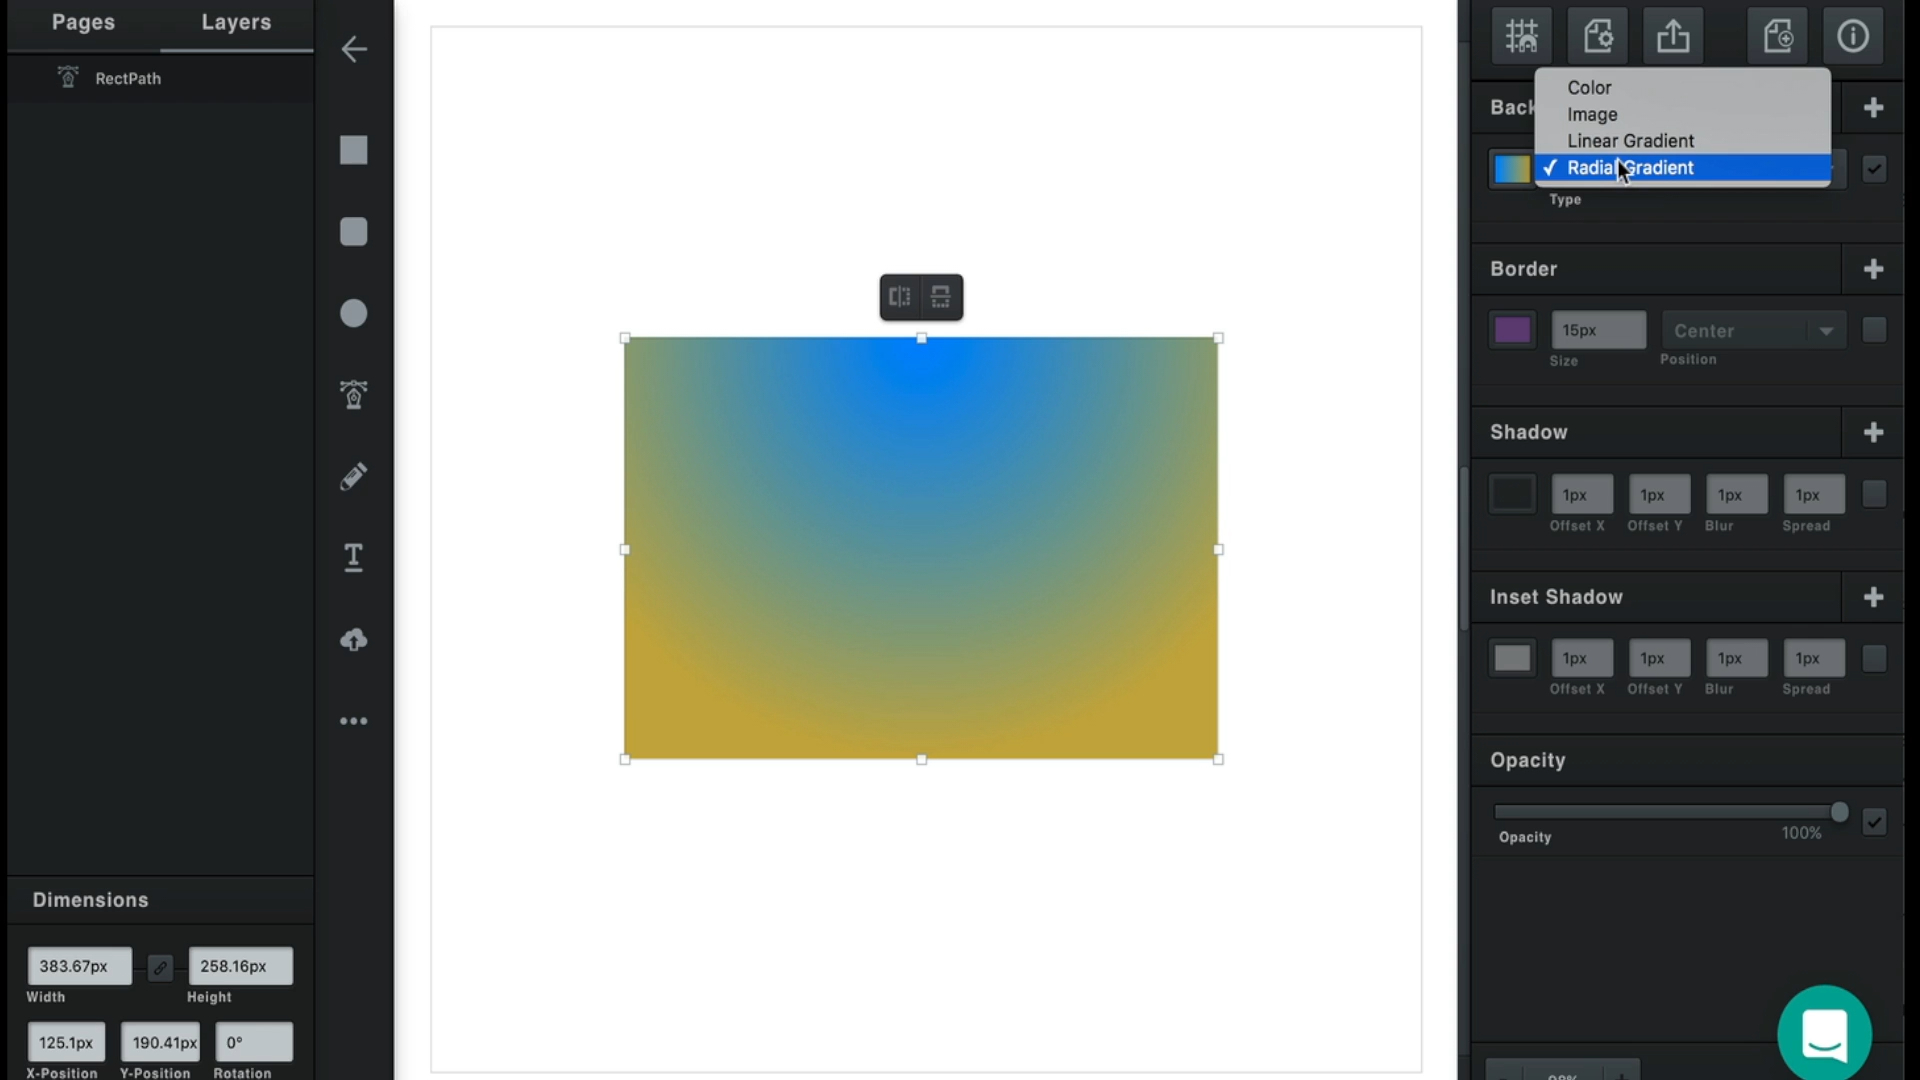 Pages
Layers
RectPath
Dimensions
383.67px
258.16px
Width
Height
125.1px
190.41px
0°
X-Position
Y-Position
Rotation
Color
Image
Linear Gradient
✓ Radial Gradient
Back
Type
Border
15px
Center
Size
Position
Shadow
1px
1px
1px
1px
Offset X
Offset Y
Blur
Spread
Inset Shadow
1px
1px
1px
1px
Offset X
Offset Y
Blur
Spread
Opacity
Opacity
100%